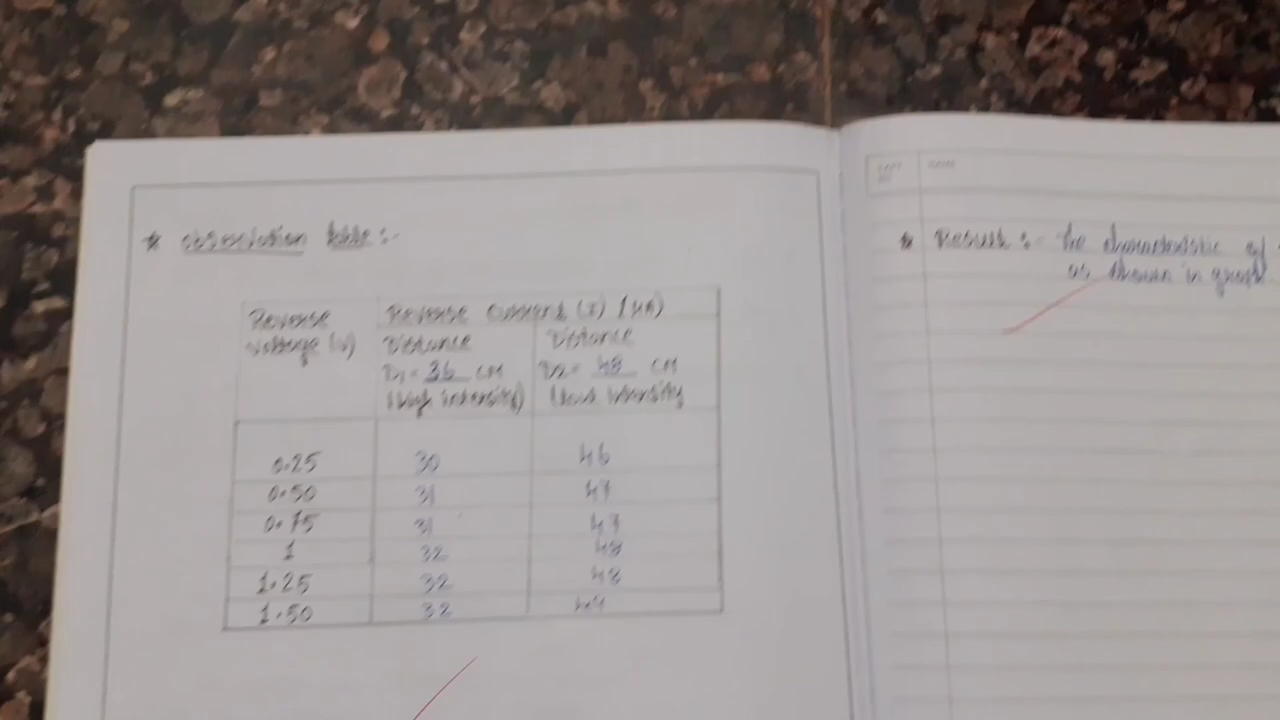 * observation table :-
Reverse
voltage (v)
Reverse current (I) (μA)
Distance
D1 = 36 cm
(high intensity)
Distance
D2 = 48 cm
(low intensity
0.25 30 46
0.50 31 47
0.75 31 47
1 32 48
1.25 32 48
1.50 32
* Result :- The characteristic of
as shown in graph